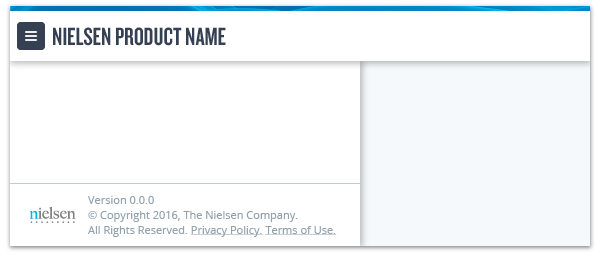 NIELSEN PRODUCT NAME
nielsen
Version 0.0.0
© Copyright 2016, The Nielsen Company.
All Rights Reserved. Privacy Policy. Terms of Use.